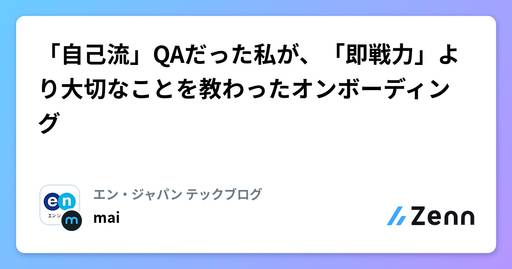 「自己流」QAだった私が、「即戦力」よ
り大切なことを教わったオンボーディン
グ
en
エン・ジャパン テックブログ
m
mai
Zenn